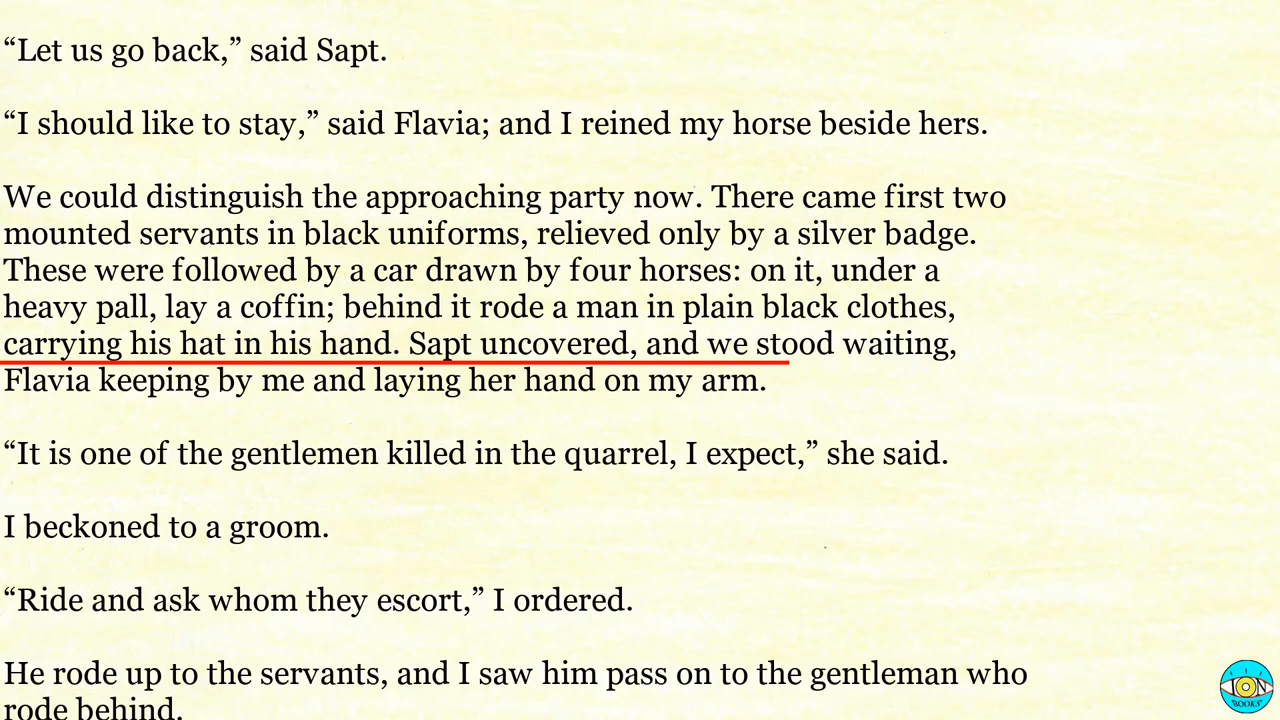 “Let us go back,” said Sapt.
“I should like to stay,” said Flavia; and I reined my horse beside hers.
We could distinguish the approaching party now. There came first two
mounted servants in black uniforms, relieved only by a silver badge.
These were followed by a car drawn by four horses: on it, under a
heavy pall, lay a coffin; behind it rode a man in plain black clothes,
carrying his hat in his hand. Sapt uncovered, and we stood waiting,
Flavia keeping by me and laying her hand on my arm.
“It is one of the gentlemen killed in the quarrel, I expect,” she said.
I beckoned to a groom.
“Ride and ask whom they escort,” I ordered.
He rode up to the servants, and I saw him pass on to the gentleman who
rode behind.
ION
BOOKS